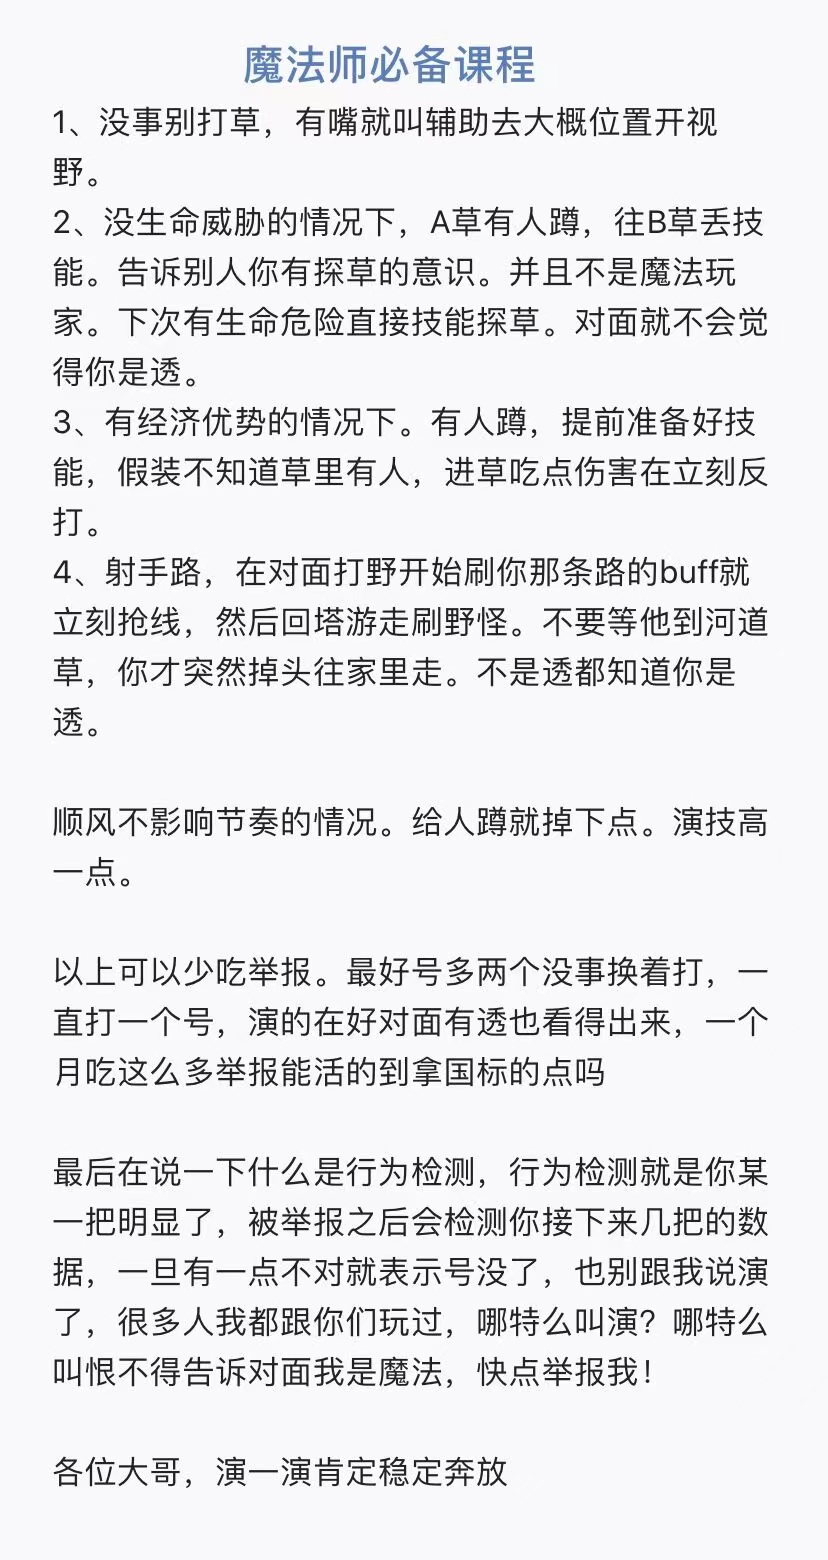 魔法师必备课程
1、没事别打草，有嘴就叫辅助去大概位置开视
野。
2、没生命威胁的情况下，A草有人蹲，往B草丢技
能。告诉别人你有探草的意识。并且不是魔法玩
家。下次有生命危险直接技能探草。对面就不会觉
得你是透。
3、有经济优势的情况下。有人蹲，提前准备好技
能，假装不知道草里有人，进草吃点伤害在立刻反
打。
4、射手路，在对面打野开始刷你那条路的buff就
立刻抢线，然后回塔游走刷野怪。不要等他到河道
草，你才突然掉头往家里走。不是透都知道你是
透。
顺风不影响节奏的情况。给人蹲就掉下点。演技高
一点。
以上可以少吃举报。最好号多两个没事换着打，一
直打一个号，演的在好对面有透也看得出来，一个
月吃这么多举报能活的到拿国标的点吗
最后在说一下什么是行为检测，行为检测就是你某
一把明显了，被举报之后会检测你接下来几把的数
据，一旦有一点不对就表示号没了，也别跟我说演
了，很多人我都跟你们玩过，哪特么叫演？哪特么
叫恨不得告诉对面我是魔法，快点举报我！
各位大哥，演一演肯定稳定奔放